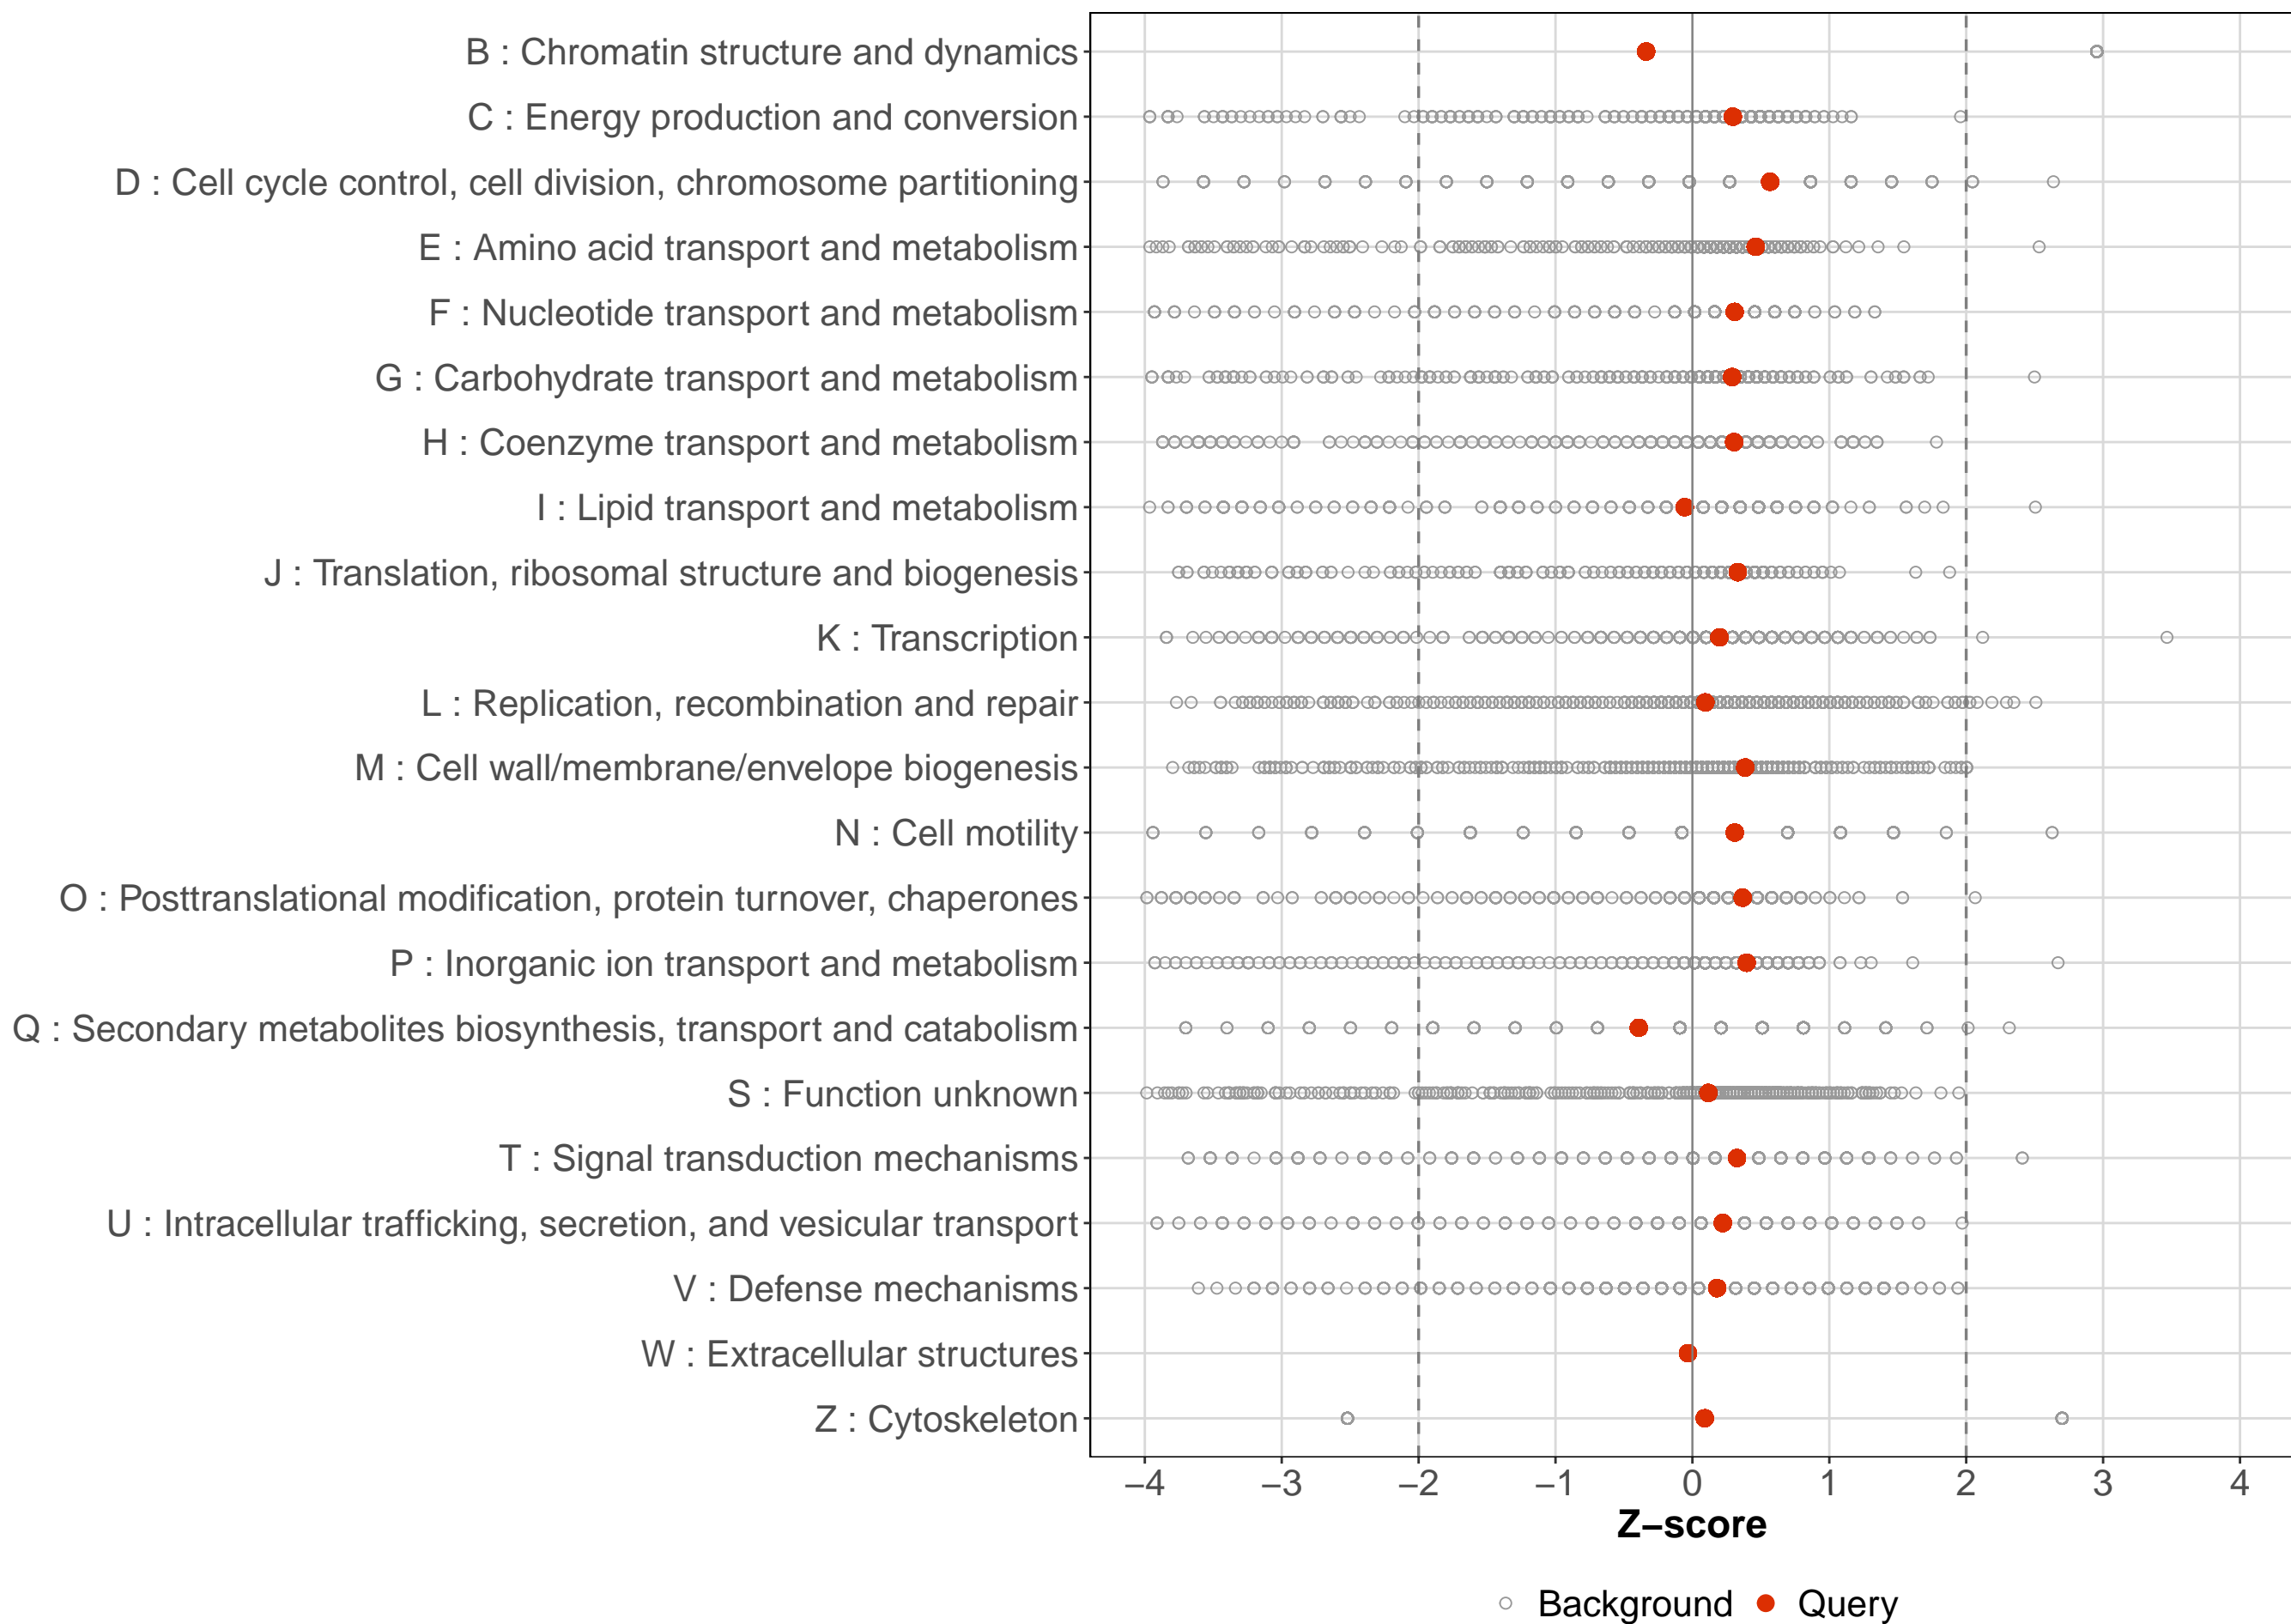 B : Chromatin structure and dynamics
C : Energy production and conversion
D : Cell cycle control, cell division, chromosome partitioning
E : Amino acid transport and metabolism
F : Nucleotide transport and metabolism
G : Carbohydrate transport and metabolism
H : Coenzyme transport and metabolism
I : Lipid transport and metabolism
J : Translation, ribosomal structure and biogenesis
K : Transcription
L : Replication, recombination and repair
M : Cell wall/membrane/envelope biogenesis
N : Cell motility
O : Posttranslational modification, protein turnover, chaperones
P : Inorganic ion transport and metabolism
Q : Secondary metabolites biosynthesis, transport and catabolism
S : Function unknown
T : Signal transduction mechanisms
U : Intracellular trafficking, secretion, and vesicular transport
V : Defense mechanisms
W : Extracellular structures
Z : Cytoskeleton
−4 −3 −2 −1 0 1 2 3 4
Z−score
Background Query